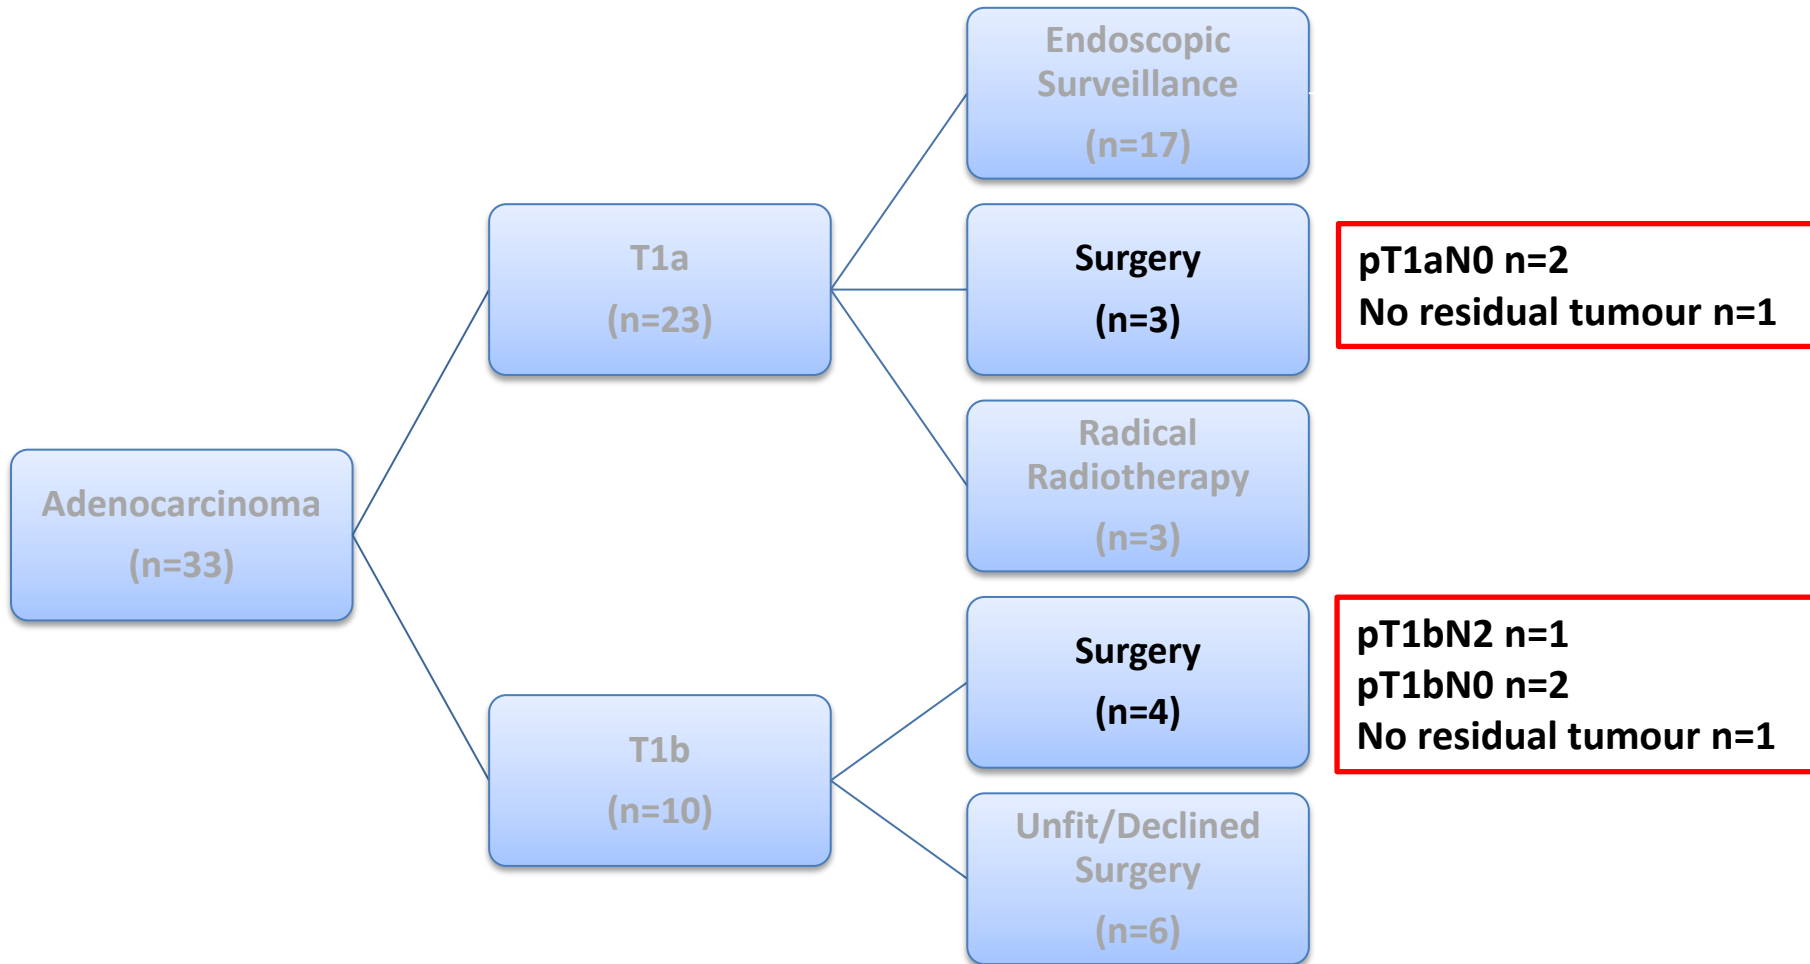 Endoscopic
Surveillance
(n=17)
T1a
(n=23)
Surgery
(n=3)
pT1aN0 n=2
No residual tumour n=1
Radical
Radiotherapy
(n=3)
Adenocarcinoma
(n=33)
Surgery
(n=4)
pT1bN2 n=1
pT1bN0 n=2
No residual tumour n=1
T1b
(n=10)
Unfit/Declined
Surgery
(n=6)